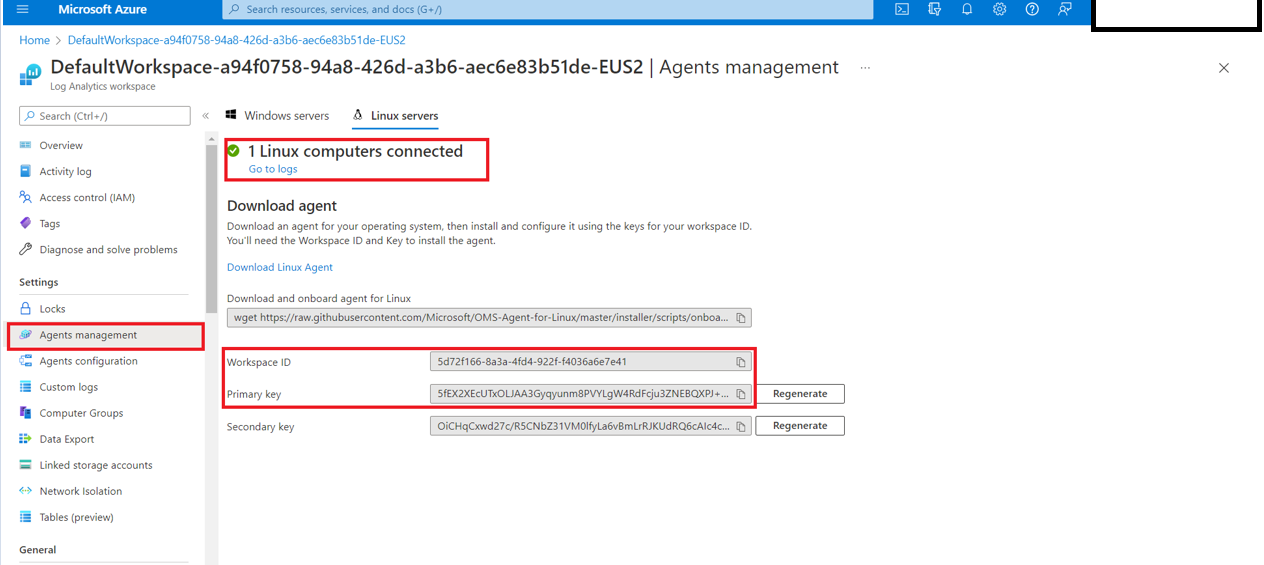 Microsoft Azure
Search resources, services, and docs (G+/)
Home > DefaultWorkspace-a94f0758-94a8-426d-a3b6-aec6e83b51de-EUS2
DefaultWorkspace-a94f0758-94a8-426d-a3b6-aec6e83b51de-EUS2 | Agents management ...
Log Analytics workspace
Search (Ctrl+/)
«
Overview
Activity log
Access control (IAM)
Tags
Diagnose and solve problems
Settings
Locks
Agents management
Agents configuration
Custom logs
Computer Groups
Data Export
Linked storage accounts
Network Isolation
Tables (preview)
General
Windows servers
Linux servers
1 Linux computers connected
Go to logs
Download agent
Download an agent for your operating system, then install and configure it using the keys for your workspace ID.
You'll need the Workspace ID and Key to install the agent.
Download Linux Agent
Download and onboard agent for Linux
wget https://raw.githubusercontent.com/Microsoft/OMS-Agent-for-Linux/master/installer/scripts/onboa...
Workspace ID
5d72f166-8a3a-4fd4-922f-f4036a6e7e41
Primary key
5fEX2XEcUTxOLJAA3Gyqyunm8PVYLgW4RdFcju3ZNEBQXPJ+...
Regenerate
Secondary key
OiCHqCxwd27c/R5CNbZ31VM0lfyLa6vBmLrRJKUdRQ6cAIc4c...
Regenerate